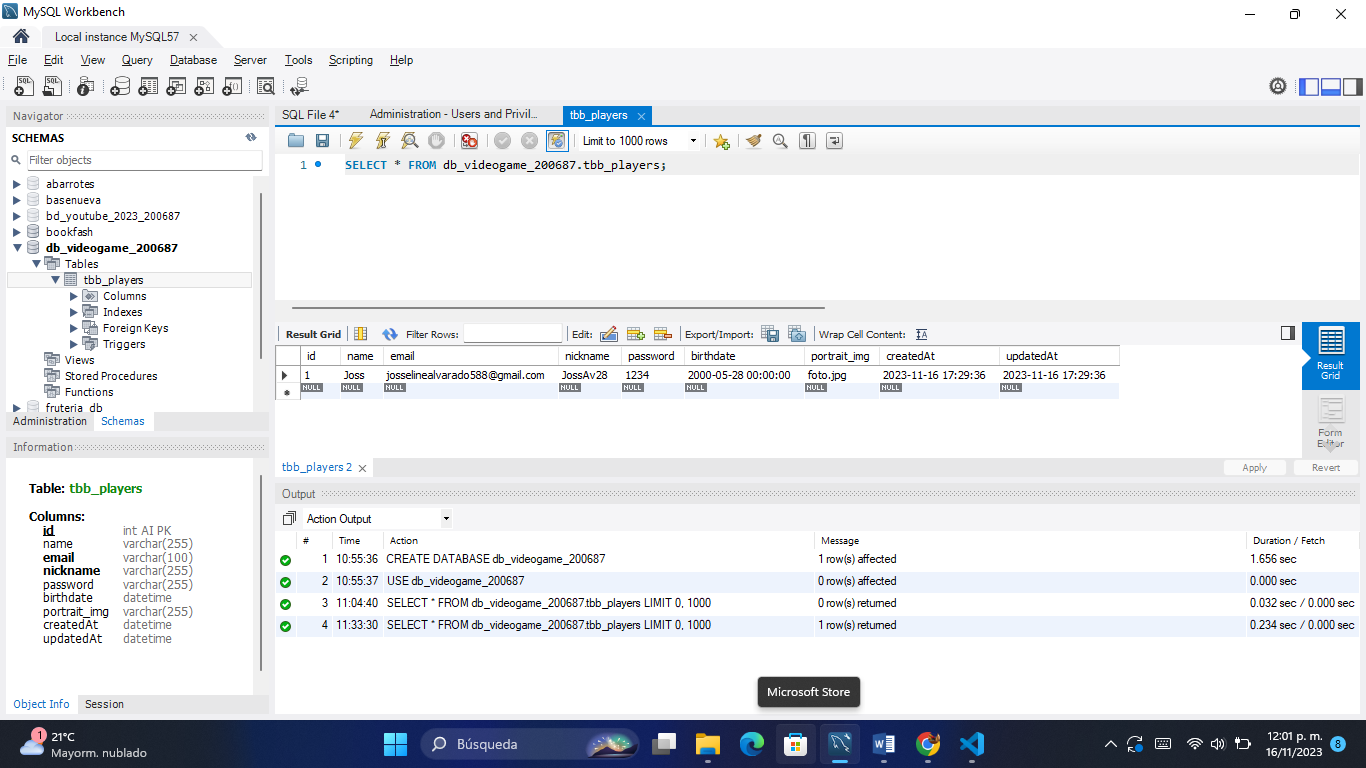 MySQL Workbench
Local instance MySQL57
File Edit View Query Database Server Tools Scripting Help
Navigator
SCHEMAS
Filter objects
abarrotes
basenueva
bd_youtube_2023_200687
bookfash
db_videogame_200687
Tables
tbb_players
Columns
Indexes
Foreign Keys
Triggers
Views
Stored Procedures
Functions
fruteria_db
Administration Schemas
Information
Table: tbb_players
Columns:
id int AI PK
name varchar(255)
email varchar(100)
nickname varchar(255)
password varchar(255)
birthdate datetime
portrait_img varchar(255)
createdAt datetime
updatedAt datetime
Object Info Session
SQL File 4* Administration - Users and Privil... tbb_players
Limit to 1000 rows
1 SELECT * FROM db_videogame_200687.tbb_players;
Result Grid Filter Rows: Edit: Export/Import: Wrap Cell Content:
id name email nickname password birthdate portrait_img createdAt updatedAt
1 Joss josselinealvarado588@gmail.com JossAv28 1234 2000-05-28 00:00:00 foto.jpg 2023-11-16 17:29:36 2023-11-16 17:29:36
NULL NULL NULL NULL NULL NULL NULL NULL NULL
Result
Grid
Form
Editor
tbb_players 2 Apply Revert
Output
Action Output
# Time Action Message Duration / Fetch
1 10:55:36 CREATE DATABASE db_videogame_200687 1 row(s) affected 1.656 sec
2 10:55:37 USE db_videogame_200687 0 row(s) affected 0.000 sec
3 11:04:40 SELECT * FROM db_videogame_200687.tbb_players LIMIT 0, 1000 0 row(s) returned 0.032 sec / 0.000 sec
4 11:33:30 SELECT * FROM db_videogame_200687.tbb_players LIMIT 0, 1000 1 row(s) returned 0.234 sec / 0.000 sec
Microsoft Store
1
21°C
Mayorm. nublado
Búsqueda
12:01 p. m.
16/11/2023
8